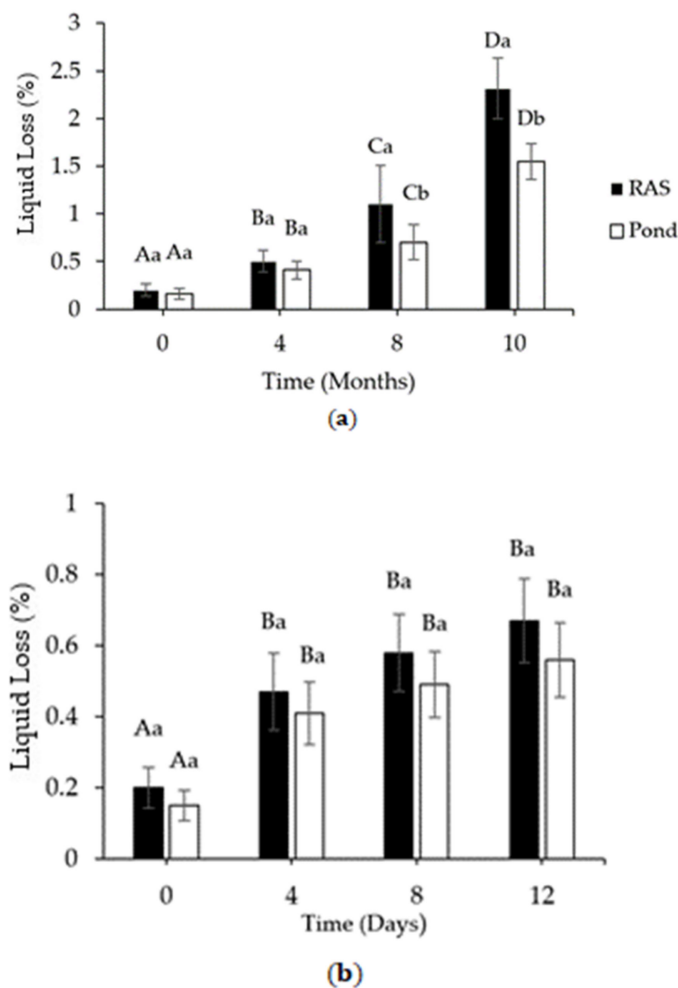 3
2.5
2
1.5
1
0.5
0
Liquid Loss (%)
Aa Aa
Ba Ba
Ca Cb
Da Db
RAS
Pond
0 4 8 10
Time (Months)
(a)
1
0.8
0.6
0.4
0.2
0
Liquid Loss (%)
Aa Aa
Ba Ba
Ba Ba
Ba Ba
0 4 8 12
Time (Days)
(b)